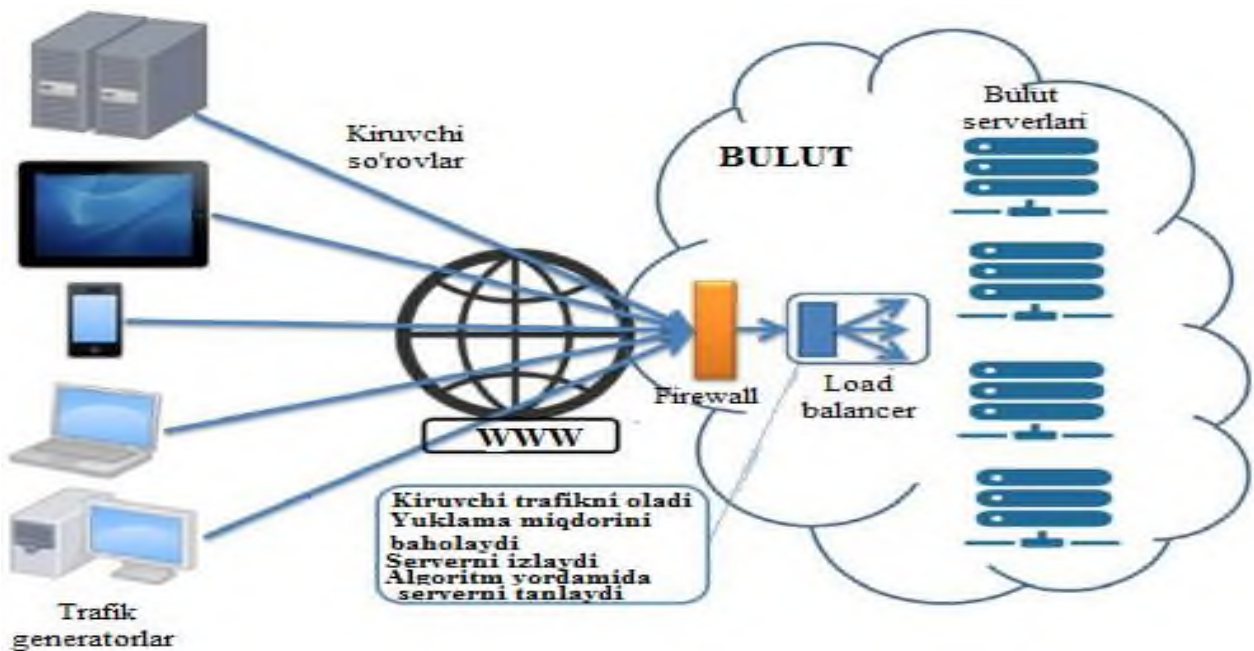 Kiruvchi
so'rovlar
BULUT
Bulut
serverlari
Firewall
Load
balancer
WWW
Kiruvchi trafikni oladi
Yuklama miqdorini
baholaydi
Serverni izlaydi
Algoritm yordamida
serverni tanlaydi
Trafik
generatorlar